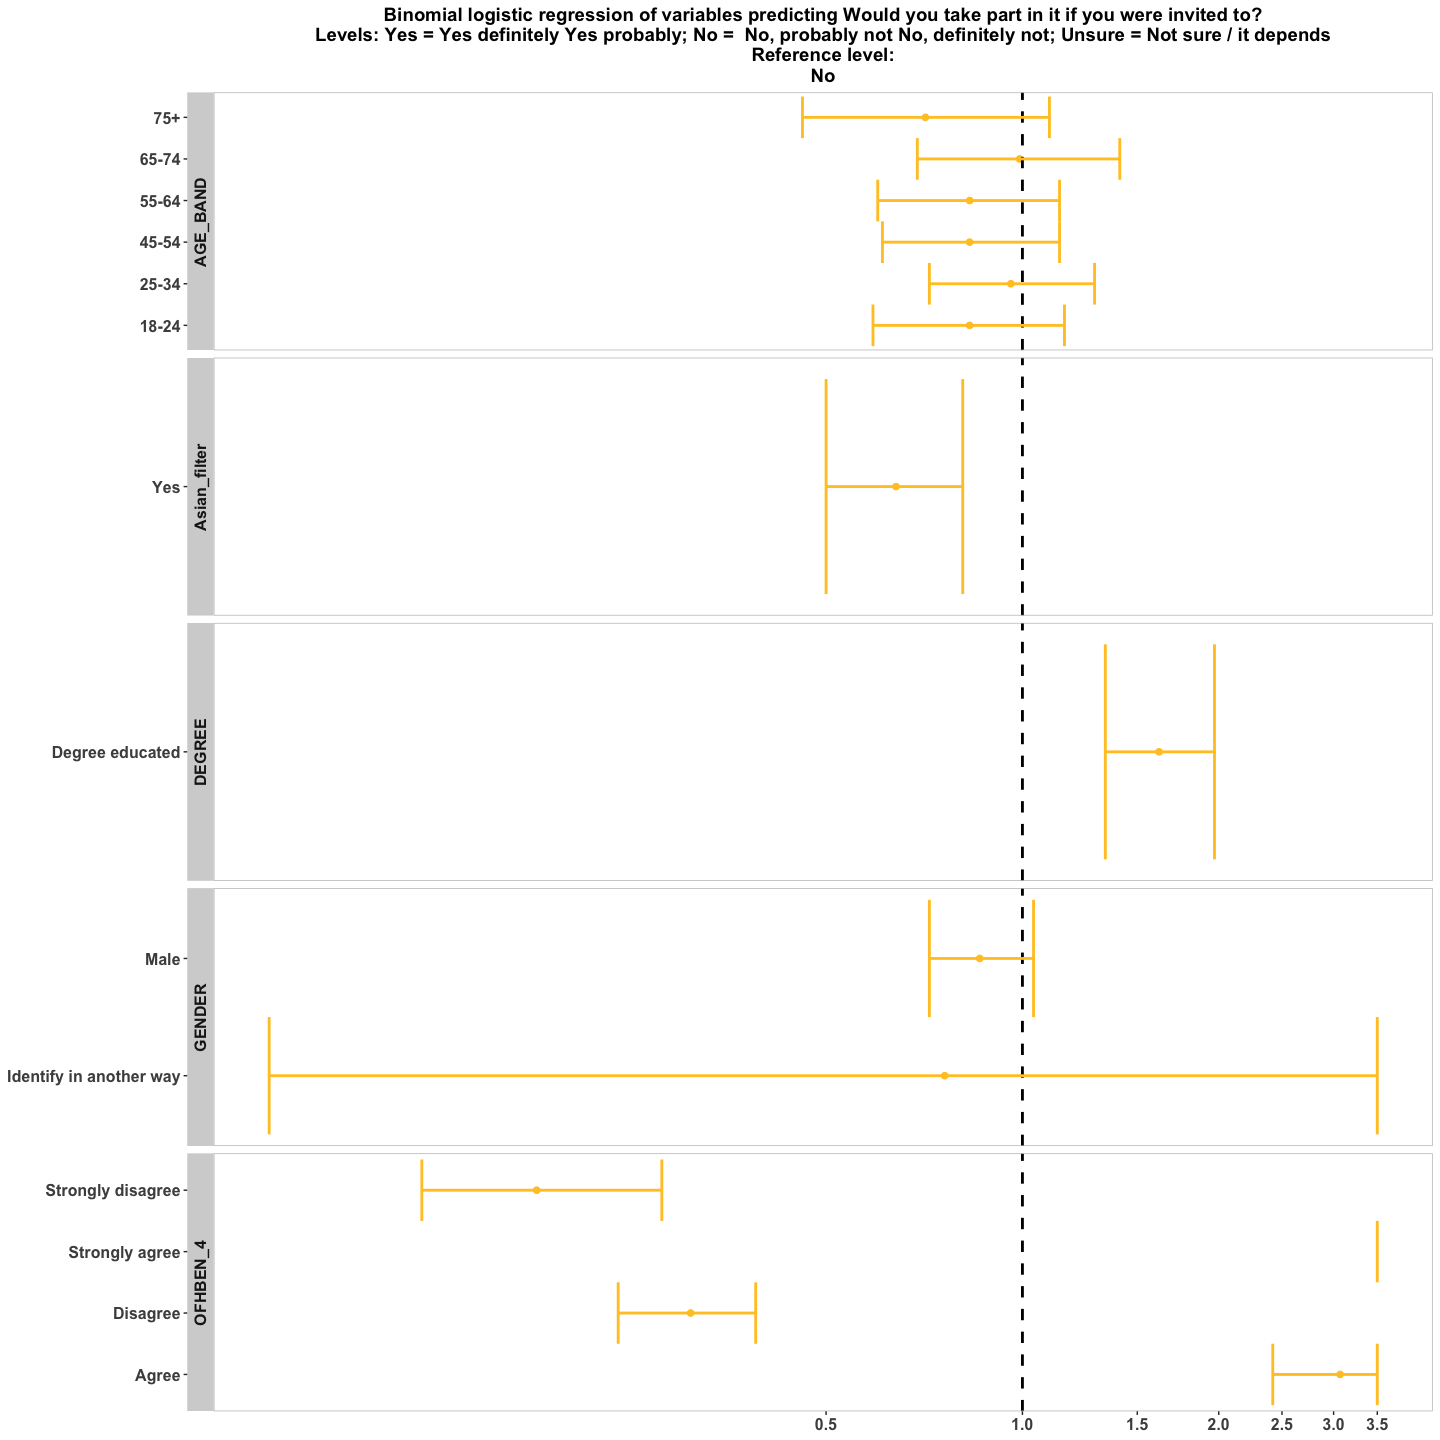 Binomial logistic regression of variables predicting Would you take part in it if you were invited to?
Levels: Yes = Yes definitely Yes probably; No =  No, probably not No, definitely not; Unsure = Not sure / it depends
Reference level:
No
AGE_BAND
75+
65-74
55-64
45-54
25-34
18-24
Asian_filter
Yes
DEGREE
Degree educated
GENDER
Male
Identify in another way
OFHBEN_4
Strongly disagree
Strongly agree
Disagree
Agree
0.5 1.0 1.5 2.0 2.5 3.0 3.5